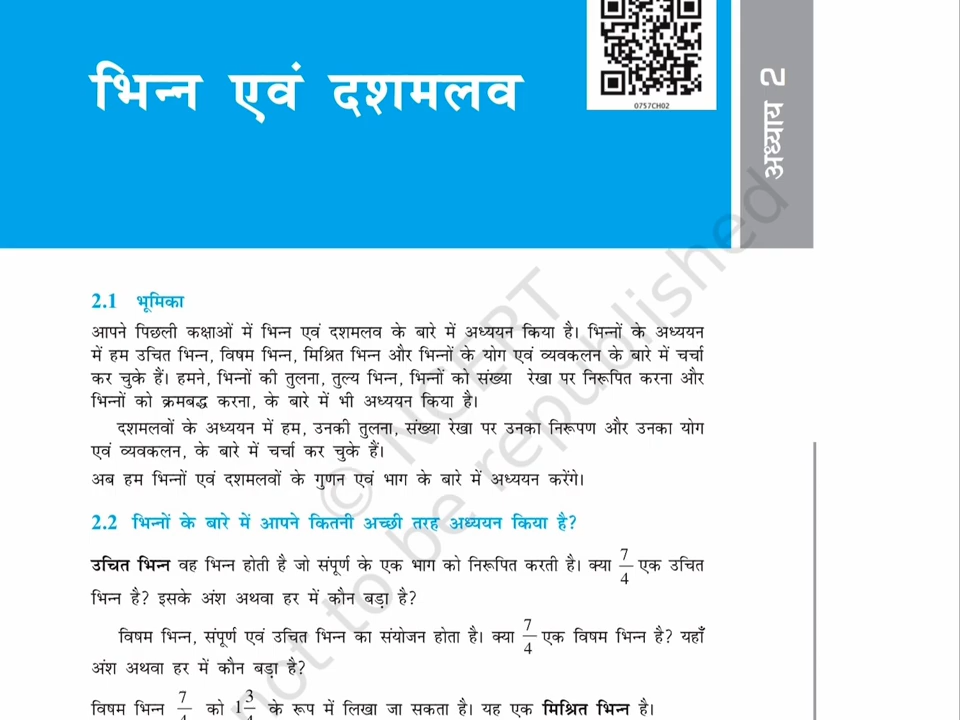 भिन्न एवं दशमलव
0757CH02
अध्याय 2
2.1 भूमिका
आपने पिछली कक्षाओं में भिन्न एवं दशमलव के बारे में अध्ययन किया है। भिन्नों के अध्ययन
में हम उचित भिन्न, विषम भिन्न, मिश्रित भिन्न और भिन्नों के योग एवं व्यवकलन के बारे में चर्चा
कर चुके हैं। हमने, भिन्नों की तुलना, तुल्य भिन्न, भिन्नों को संख्या रेखा पर निरूपित करना और
भिन्नों को क्रमबद्ध करना, के बारे में भी अध्ययन किया है।
दशमलवों के अध्ययन में हम, उनकी तुलना, संख्या रेखा पर उनका निरूपण और उनका योग
एवं व्यवकलन, के बारे में चर्चा कर चुके हैं।
अब हम भिन्नों एवं दशमलवों के गुणन एवं भाग के बारे में अध्ययन करेंगे।
2.2 भिन्नों के बारे में आपने कितनी अच्छी तरह अध्ययन किया है?
उचित भिन्न वह भिन्न होती है जो संपूर्ण के एक भाग को निरूपित करती है। क्या 7/4 एक उचित
भिन्न है? इसके अंश अथवा हर में कौन बड़ा है?
विषम भिन्न, संपूर्ण एवं उचित भिन्न का संयोजन होता है। क्या 7/4 एक विषम भिन्न है? यहाँ
अंश अथवा हर में कौन बड़ा है?
विषम भिन्न 7/4 को 1 3/4 के रूप में लिखा जा सकता है। यह एक मिश्रित भिन्न है।
© NCERT
not to be republished